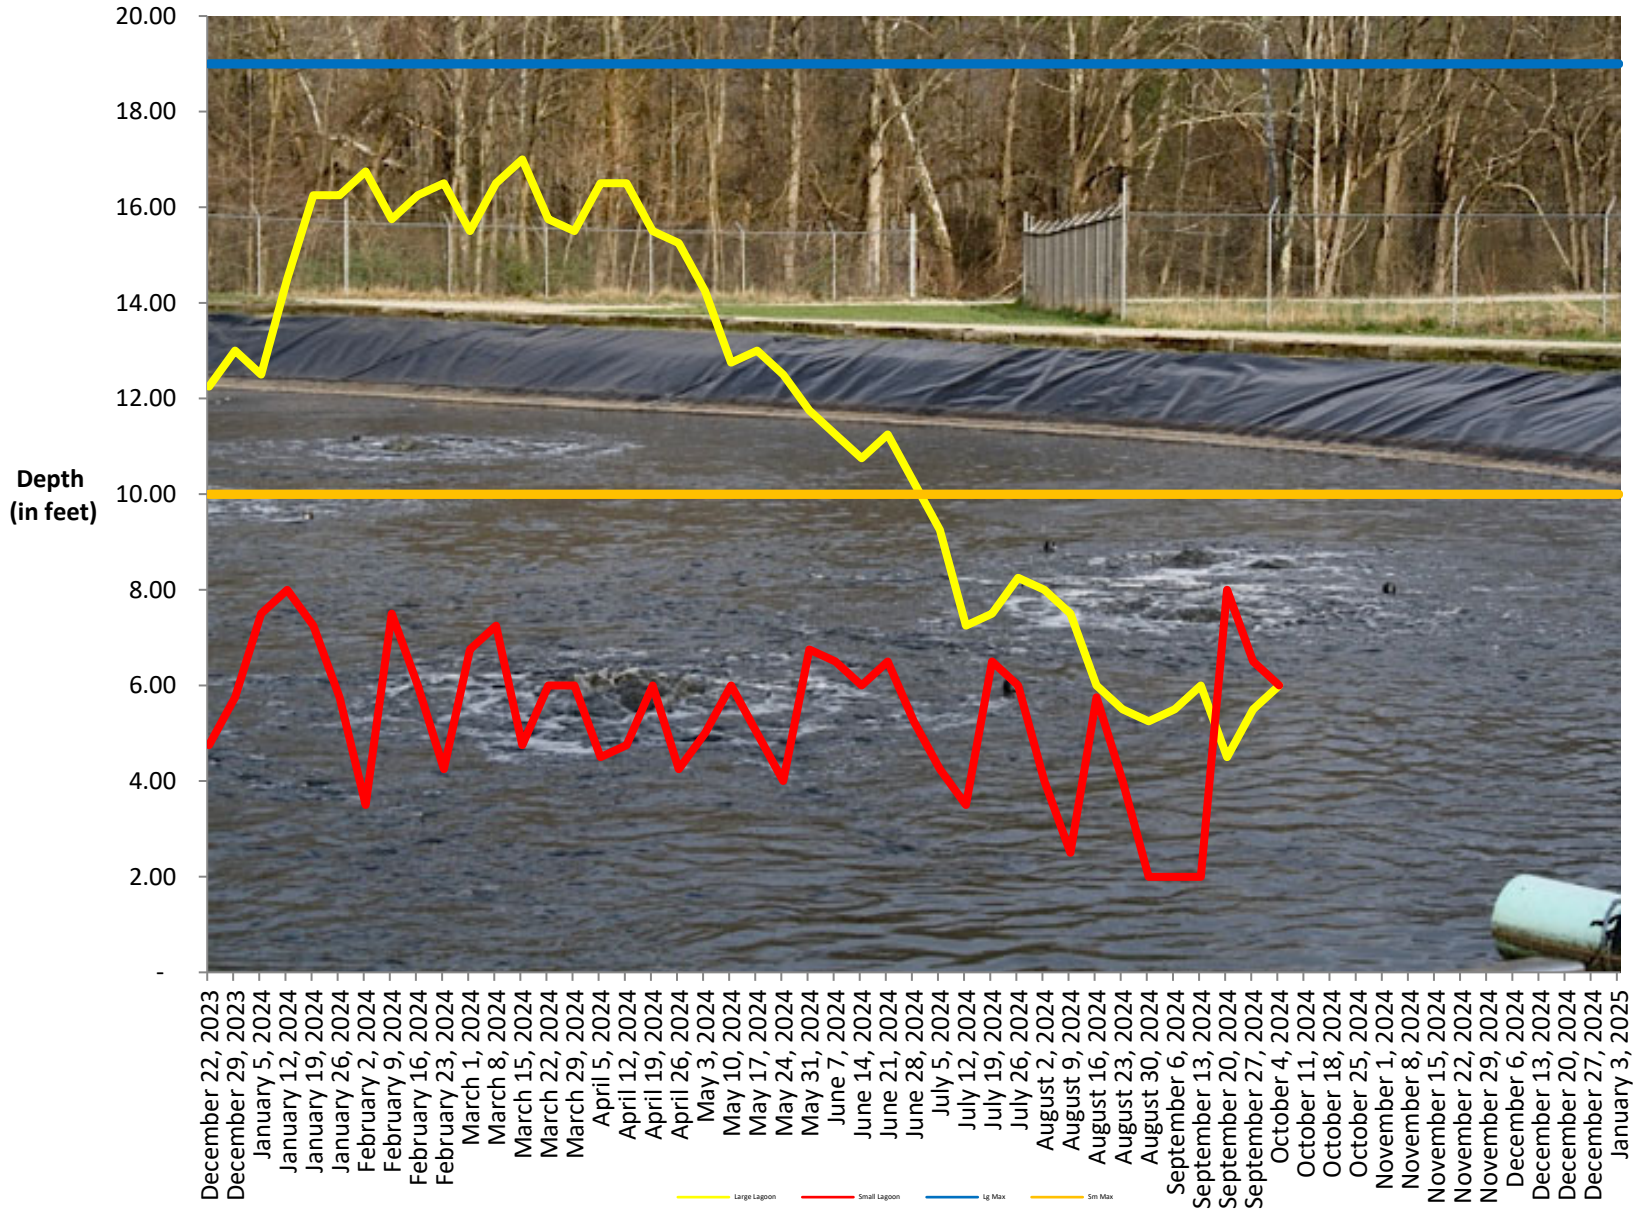 20.00
18.00
16.00
14.00
12.00
10.00
8.00
6.00
4.00
2.00
-
Depth
(in feet)
December 22, 2023
December 29, 2023
January 5, 2024
January 12, 2024
January 19, 2024
January 26, 2024
February 2, 2024
February 9, 2024
February 16, 2024
February 23, 2024
March 1, 2024
March 8, 2024
March 15, 2024
March 22, 2024
March 29, 2024
April 5, 2024
April 12, 2024
April 19, 2024
April 26, 2024
May 3, 2024
May 10, 2024
May 17, 2024
May 24, 2024
May 31, 2024
June 7, 2024
June 14, 2024
June 21, 2024
June 28, 2024
July 5, 2024
July 12, 2024
July 19, 2024
July 26, 2024
August 2, 2024
August 9, 2024
August 16, 2024
August 23, 2024
August 30, 2024
September 6, 2024
September 13, 2024
September 20, 2024
September 27, 2024
October 4, 2024
October 11, 2024
October 18, 2024
October 25, 2024
November 1, 2024
November 8, 2024
November 15, 2024
November 22, 2024
November 29, 2024
December 6, 2024
December 13, 2024
December 20, 2024
December 27, 2024
January 3, 2025
Large Lagoon
Small Lagoon
Lg Max
Sm Max